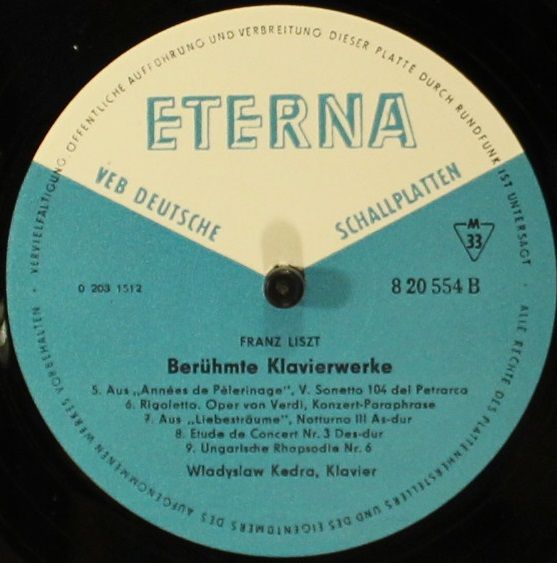 VERVIELFÄLTIGUNG ÖFFENTLICHE AUFFÜHRUNG UND VERBREITUNG DIESER PLATTE DURCH RUNDFUNK IST UNTERSAGT · ALLE RECHTE DES PLATTENHERSTELLERS UND DES EIGENTÜMERS DES AUFGENOMMENEN WERKES VORBEHALTEN ·
ETERNA
VEB DEUTSCHE SCHALLPLATTEN
M
33
0 203 1512
8 20 554 B
FRANZ LISZT
Berühmte Klavierwerke
5. Aus „Années de Pèlerinage", V. Sonetto 104 del Petrarca
6. Rigoletto. Oper von Verdi, Konzert-Paraphrase
7. Aus „Liebesträume", Notturno III As-dur
8. Etude de Concert Nr. 3 Des-dur
9. Ungarische Rhapsodie Nr. 6
Wladyslaw Kedra, Klavier